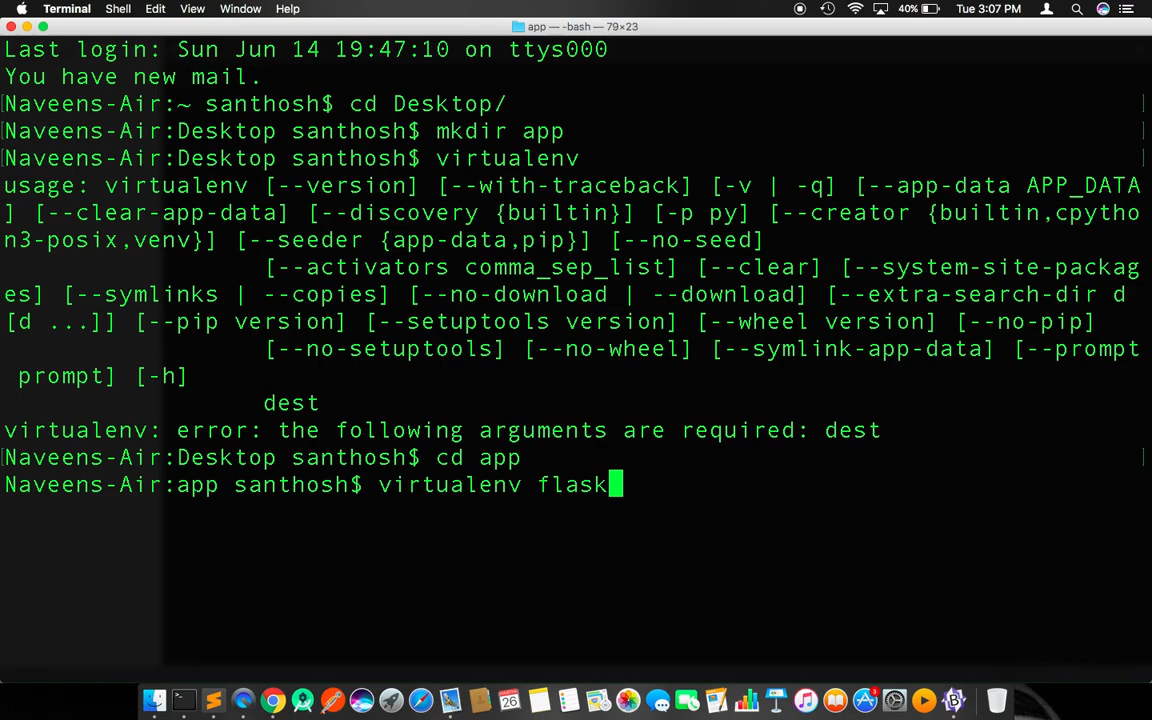 Terminal Shell Edit View Window Help 40% Tue 3:07 PM
app — -bash — 79×23
Last login: Sun Jun 14 19:47:10 on ttys000
You have new mail.
[Naveens-Air:~ santhosh$ cd Desktop/ ]
[Naveens-Air:Desktop santhosh$ mkdir app ]
[Naveens-Air:Desktop santhosh$ virtualenv ]
usage: virtualenv [--version] [--with-traceback] [-v | -q] [--app-data APP_DATA
] [--clear-app-data] [--discovery {builtin}] [-p py] [--creator {builtin,cpytho
n3-posix,venv}] [--seeder {app-data,pip}] [--no-seed]
[--activators comma_sep_list] [--clear] [--system-site-packag
es] [--symlinks | --copies] [--no-download | --download] [--extra-search-dir d
[d ...]] [--pip version] [--setuptools version] [--wheel version] [--no-pip]
[--no-setuptools] [--no-wheel] [--symlink-app-data] [--prompt
prompt] [-h]
dest
virtualenv: error: the following arguments are required: dest
[Naveens-Air:Desktop santhosh$ cd app ]
Naveens-Air:app santhosh$ virtualenv flask
26
3